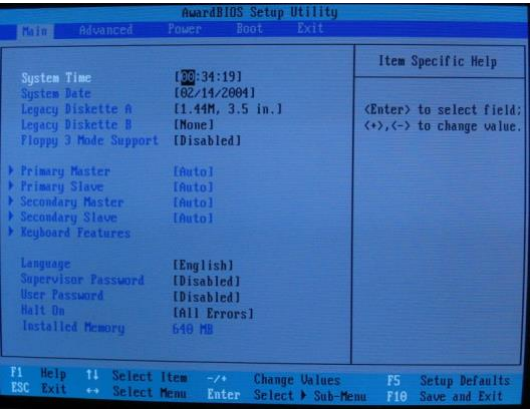 AwardBIOS Setup Utility
Main Advanced Power Boot Exit
Item Specific Help
System Time [00:34:19]
System Date [02/14/2004]
Legacy Diskette A [1.44M, 3.5 in.]
<Enter> to select field;
Legacy Diskette B [None]
<+>,<-> to change value.
Floppy 3 Mode Support [Disabled]
Primary Master [Auto]
Primary Slave [Auto]
Secondary Master [Auto]
Secondary Slave [Auto]
Keyboard Features
Language [English]
Supervisor Password [Disabled]
User Password [Disabled]
Halt On [All Errors]
Installed Memory 640 MB
F1 Help ↑↓ Select Item -/+ Change Values F5 Setup Defaults
ESC Exit ↔ Select Menu Enter Select ▶ Sub-Menu F10 Save and Exit